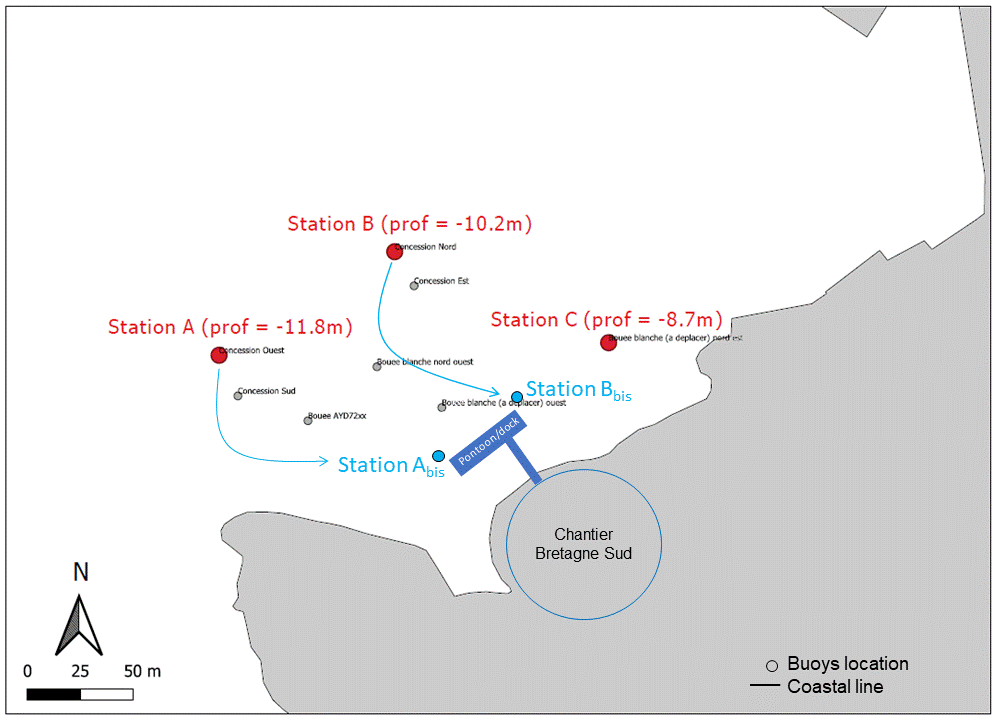 Station B (prof = -10.2m)
Concession Nord
Concession Est
Station C (prof = -8.7m)
Bouee blanche (a deplacer) nord est
Station A (prof = -11.8m)
Concession Ouest
Bouee blanche nord ouest
Concession Sud
Station Bbis
Bouee blanche (a deplacer) ouest
Bouee AYD72xx
Pontoon/dock
Station Abis
Chantier
Bretagne Sud
N
0 25 50 m
Buoys location
Coastal line